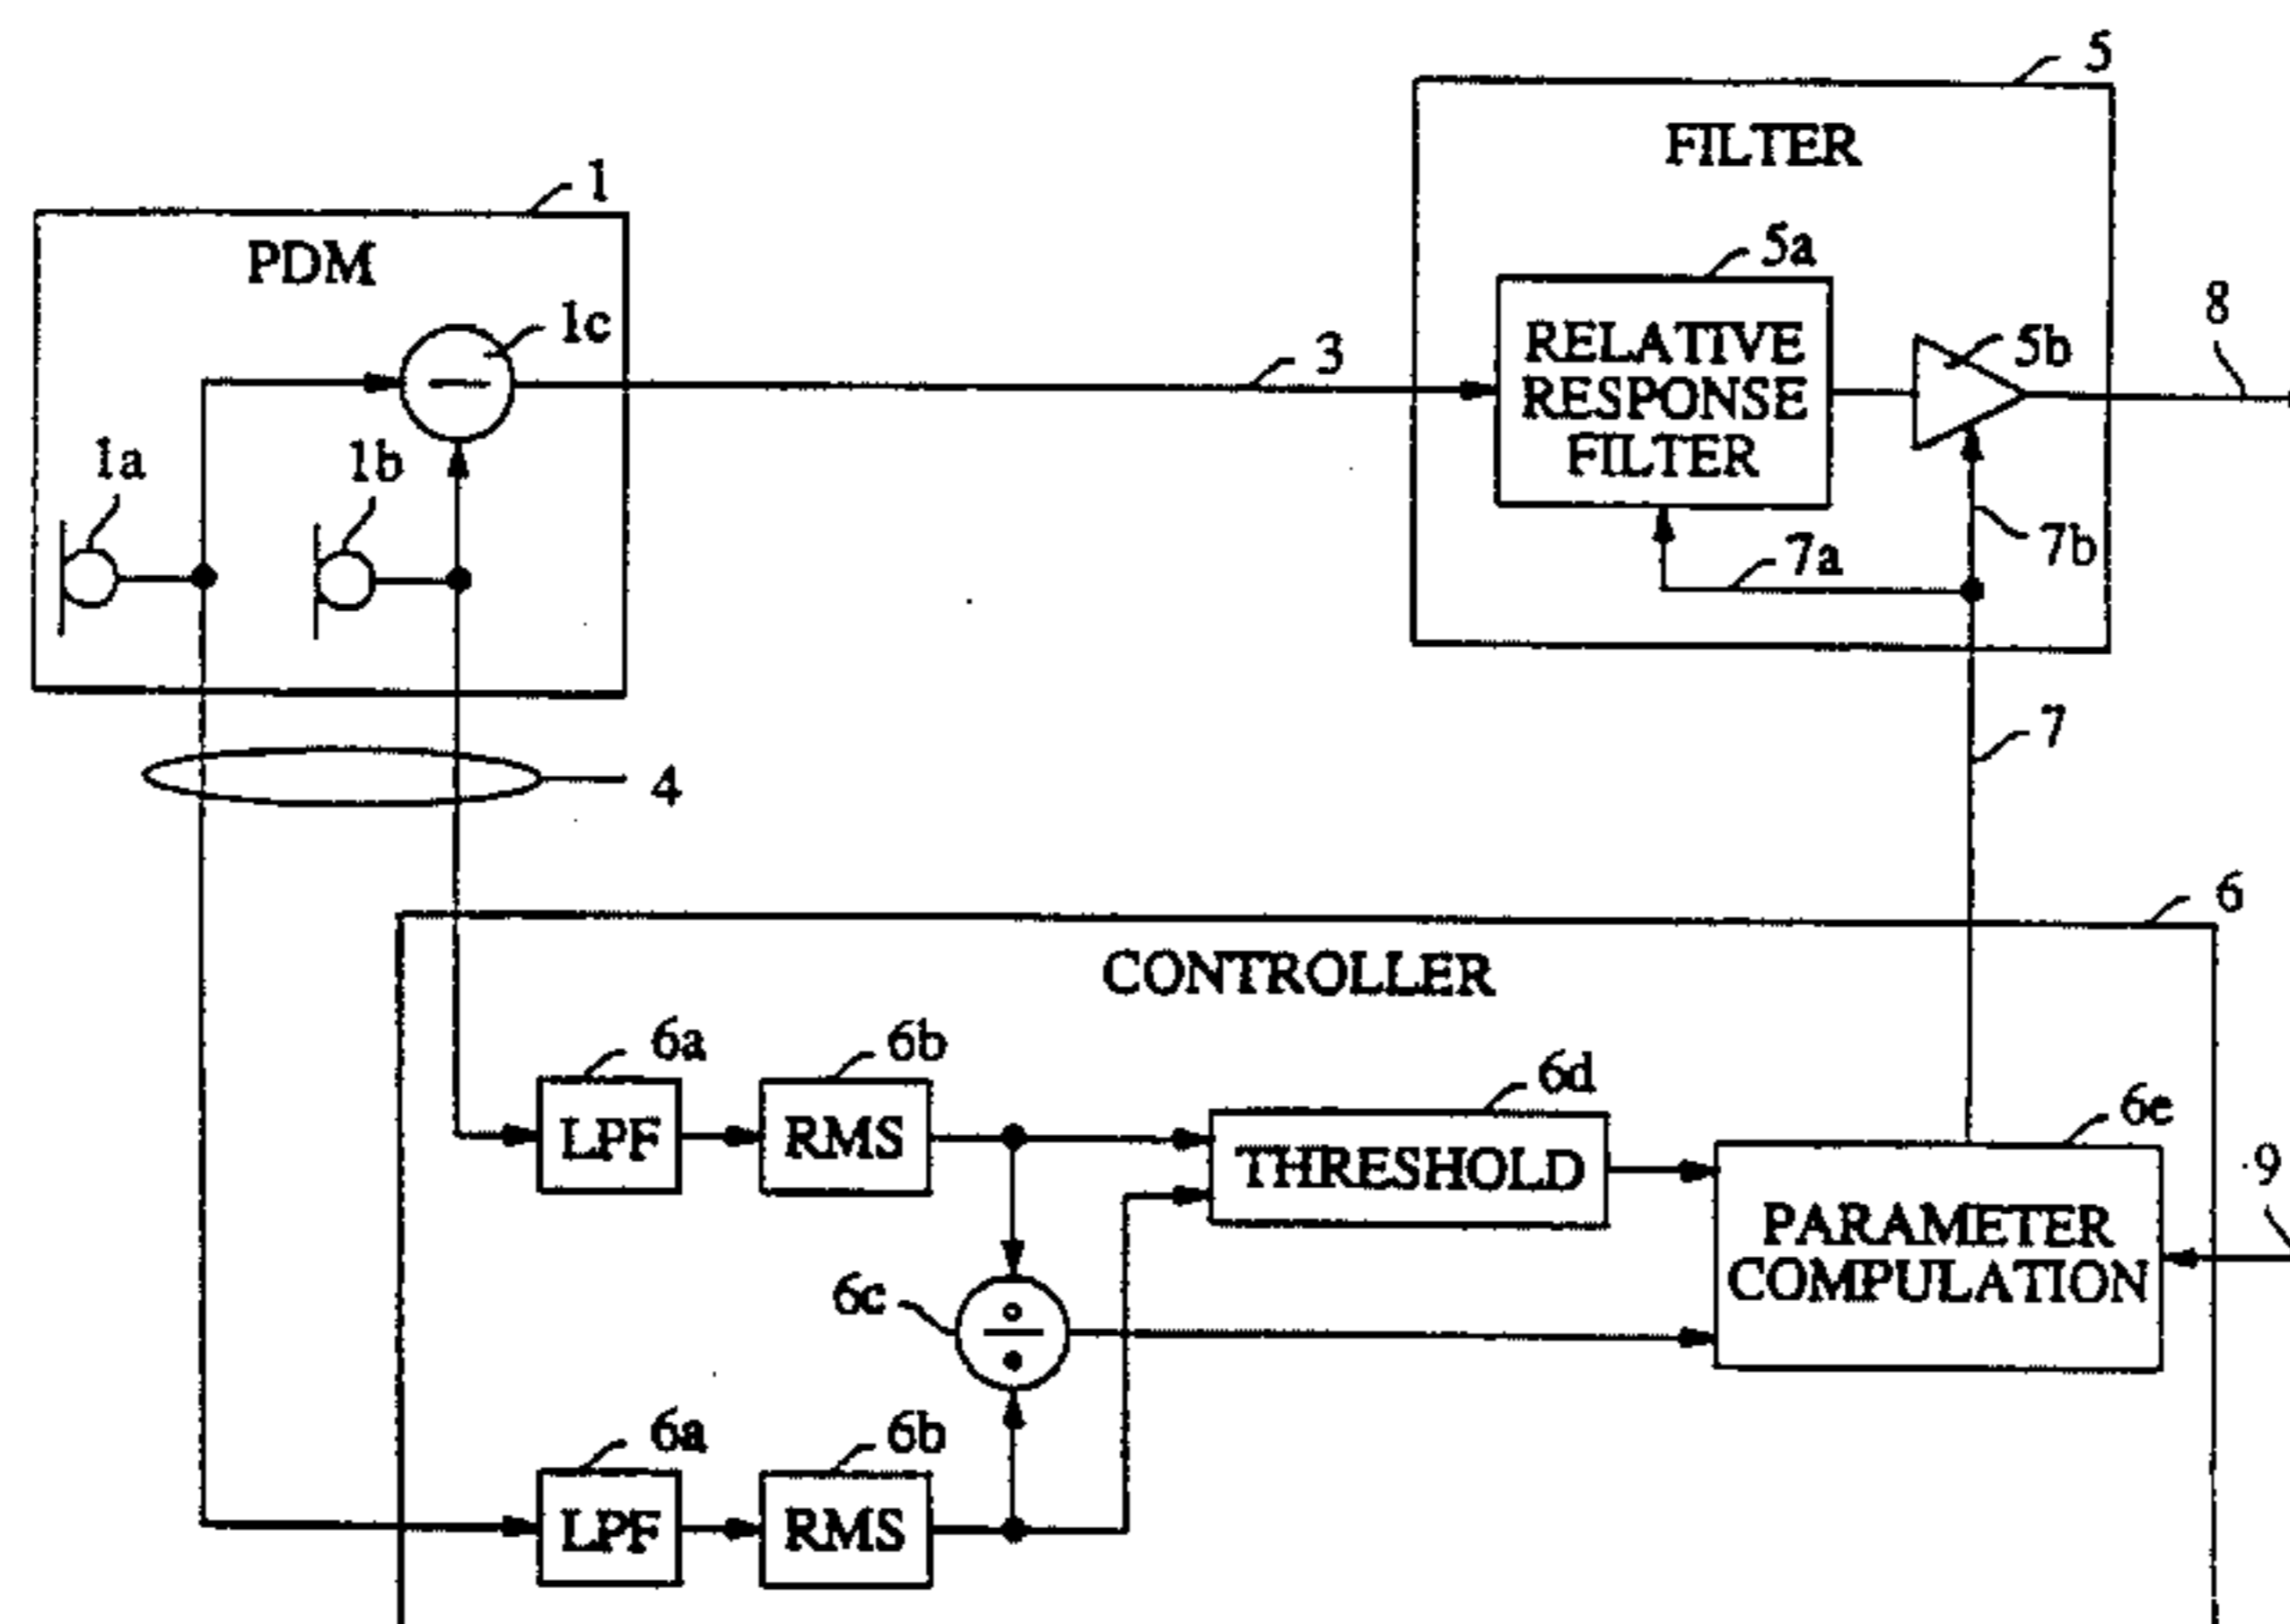 5
FILTER
1
PDM
5a
8
1c
3
RELATIVE
RESPONSE
FILTER
5b
1a
1b
7a
7b
7
4
6
CONTROLLER
6a
6b
6d
6e
LPF
RMS
THRESHOLD
9
PARAMETER
COMPULATION
6c
6a
6b
LPF
RMS